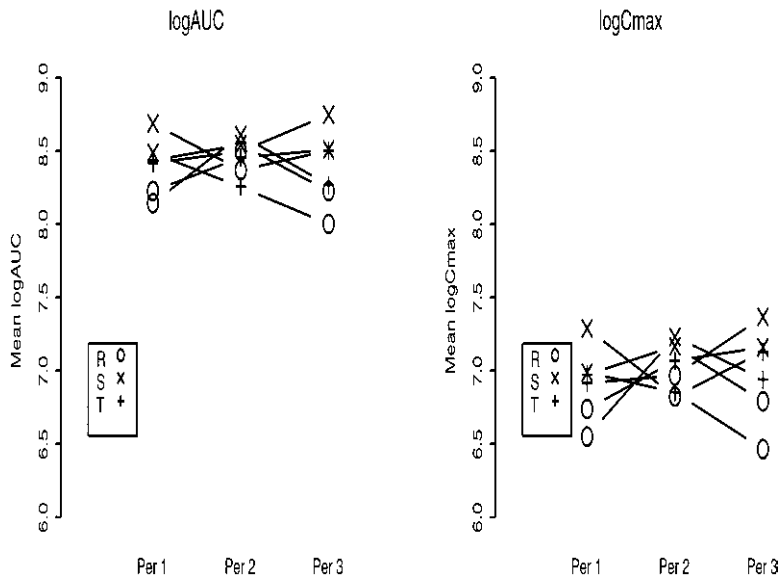 logAUC
Mean logAUC
9.0
8.5
8.0
7.5
7.0
6.5
6.0
R O
S X
T +
Per 1 Per 2 Per 3
logCmax
Mean logCmax
9.0
8.5
8.0
7.5
7.0
6.5
6.0
R O
S X
T +
Per 1 Per 2 Per 3